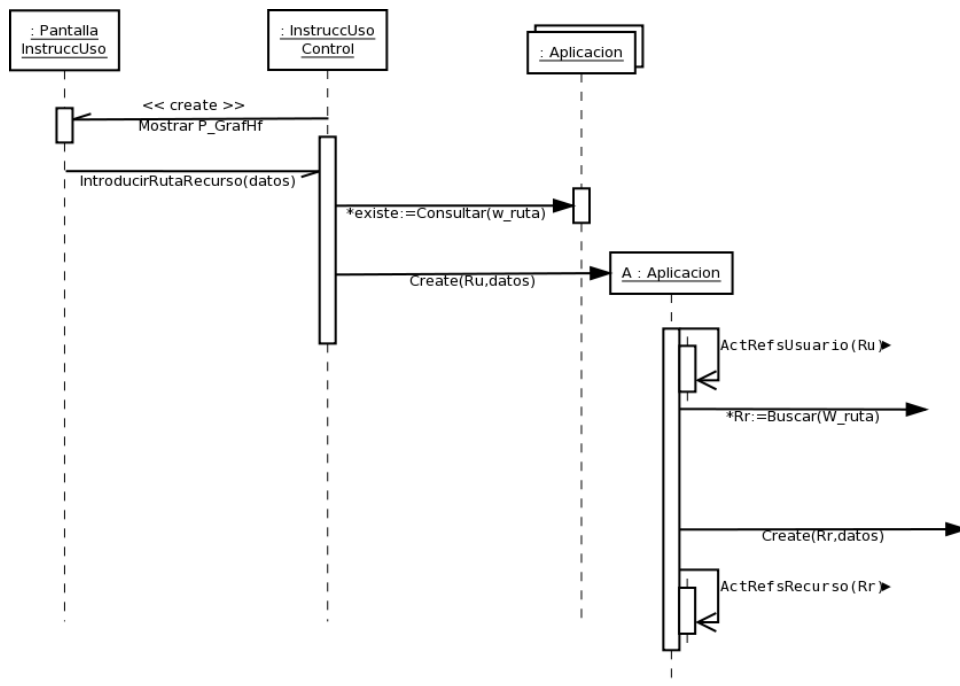 : Pantalla
InstruccUso
: InstruccUso
Control
: Aplicacion
<< create >>
Mostrar P_GrafHf
IntroducirRutaRecurso(datos)
*existe:=Consultar(w_ruta)
Create(Ru,datos)
A : Aplicacion
ActRefsUsuario(Ru)
*Rr:=Buscar(W_ruta)
Create(Rr,datos)
ActRefsRecurso(Rr)